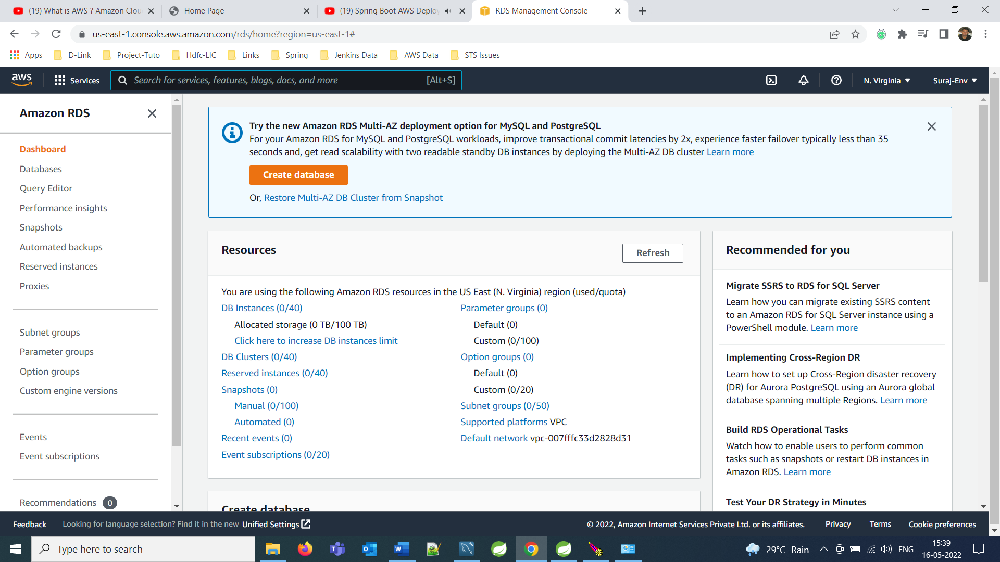 (19) What is AWS ? Amazon Clou
Home Page
(19) Spring Boot AWS Deploy
RDS Management Console
us-east-1.console.aws.amazon.com/rds/home?region=us-east-1#
Apps
D-Link
Project-Tuto
Hdfc-LIC
Links
Spring
Jenkins Data
AWS Data
STS Issues
aws
Services
Search for services, features, blogs, docs, and more
[Alt+S]
N. Virginia
Suraj-Env
Amazon RDS
Dashboard
Databases
Query Editor
Performance insights
Snapshots
Automated backups
Reserved instances
Proxies
Subnet groups
Parameter groups
Option groups
Custom engine versions
Events
Event subscriptions
Recommendations 0
Try the new Amazon RDS Multi-AZ deployment option for MySQL and PostgreSQL
For your Amazon RDS for MySQL and PostgreSQL workloads, improve transactional commit latencies by 2x, experience faster failover typically less than 35
seconds and, get read scalability with two readable standby DB instances by deploying the Multi-AZ DB cluster Learn more
Create database
Or, Restore Multi-AZ DB Cluster from Snapshot
Resources
Refresh
You are using the following Amazon RDS resources in the US East (N. Virginia) region (used/quota)
DB Instances (0/40)
Allocated storage (0 TB/100 TB)
Click here to increase DB instances limit
DB Clusters (0/40)
Reserved instances (0/40)
Snapshots (0)
Manual (0/100)
Automated (0)
Recent events (0)
Event subscriptions (0/20)
Parameter groups (0)
Default (0)
Custom (0/100)
Option groups (0)
Default (0)
Custom (0/20)
Subnet groups (0/50)
Supported platforms VPC
Default network vpc-007fffc33d2828d31
Create database
Recommended for you
Migrate SSRS to RDS for SQL Server
Learn how you can migrate existing SSRS content
to an Amazon RDS for SQL Server instance using a
PowerShell module. Learn more
Implementing Cross-Region DR
Learn how to set up Cross-Region disaster recovery
(DR) for Aurora PostgreSQL using an Aurora global
database spanning multiple Regions. Learn more
Build RDS Operational Tasks
Watch how to enable users to perform common
tasks such as snapshots or restart DB instances in
Amazon RDS. Learn more
Test Your DR Strategy in Minutes
Feedback
Looking for language selection? Find it in the new Unified Settings
© 2022, Amazon Internet Services Private Ltd. or its affiliates.
Privacy
Terms
Cookie preferences
Type here to search
29°C Rain
ENG
15:39
16-05-2022